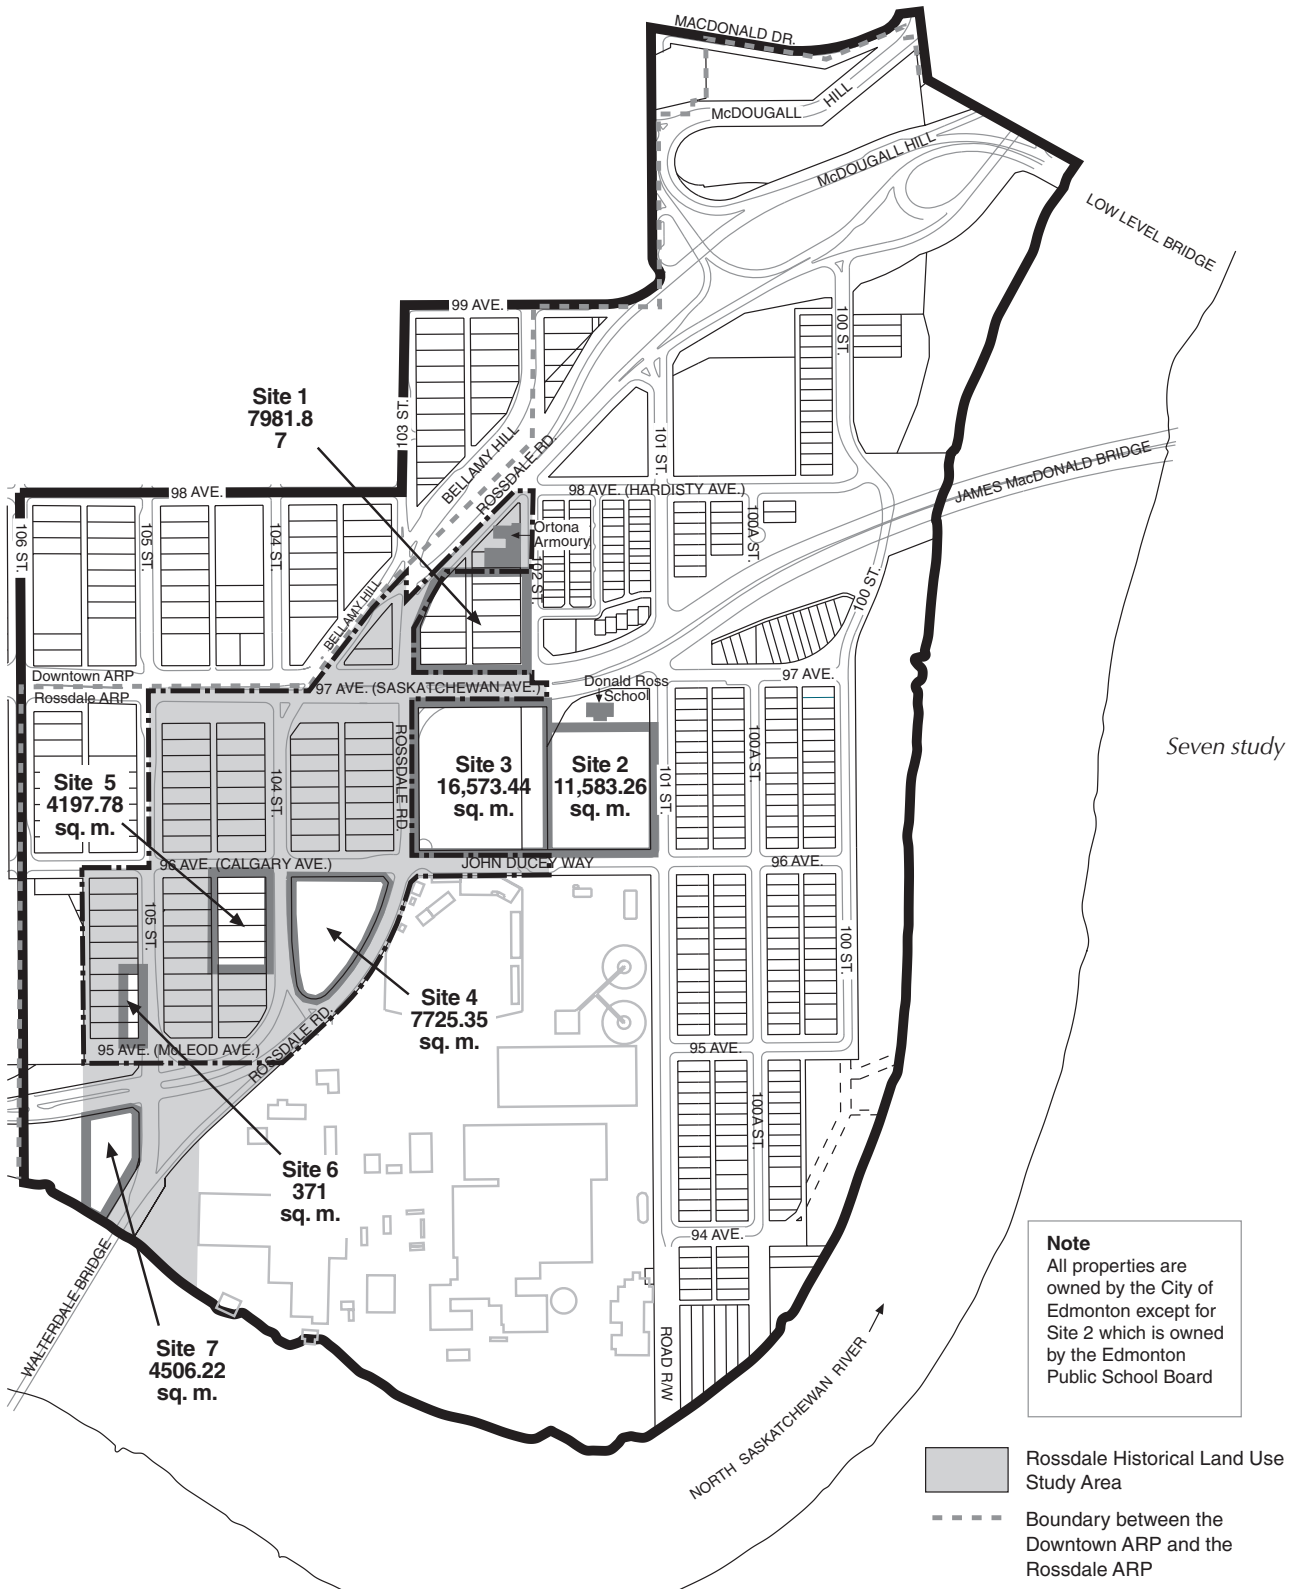 MACDONALD DR.
McDOUGALL HILL
McDOUGALL HILL
LOW LEVEL BRIDGE
99 AVE.
100 ST.
Site 1
7981.8
7
103 ST.
BELLAMY HILL
ROSSDALE RD.
101 ST.
JAMES MacDONALD BRIDGE
98 AVE.
98 AVE. (HARDISTY AVE.)
106 ST.
105 ST.
104 ST.
Ortona
Armoury
102 ST.
100A ST.
100 ST.
BELLAMY HILL
Downtown ARP
Rossdale ARP
97 AVE. (SASKATCHEWAN AVE.)
Donald Ross
School
97 AVE.
Seven study
Site 5
4197.78
sq. m.
104 ST.
ROSSDALE RD.
Site 3
16,573.44
sq. m.
Site 2
11,583.26
sq. m.
101 ST.
100A ST.
96 AVE. (CALGARY AVE.)
JOHN DUCEY WAY
96 AVE.
105 ST.
100 ST.
Site 4
7725.35
sq. m.
95 AVE. (McLEOD AVE.)
ROSSDALE RD.
95 AVE.
100A ST.
Site 6
371
sq. m.
94 AVE.
WALTERDALE BRIDGE
Site 7
4506.22
sq. m.
ROAD R/W
NORTH SASKATCHEWAN RIVER
Note
All properties are
owned by the City of
Edmonton except for
Site 2 which is owned
by the Edmonton
Public School Board
Rossdale Historical Land Use
Study Area
Boundary between the
Downtown ARP and the
Rossdale ARP